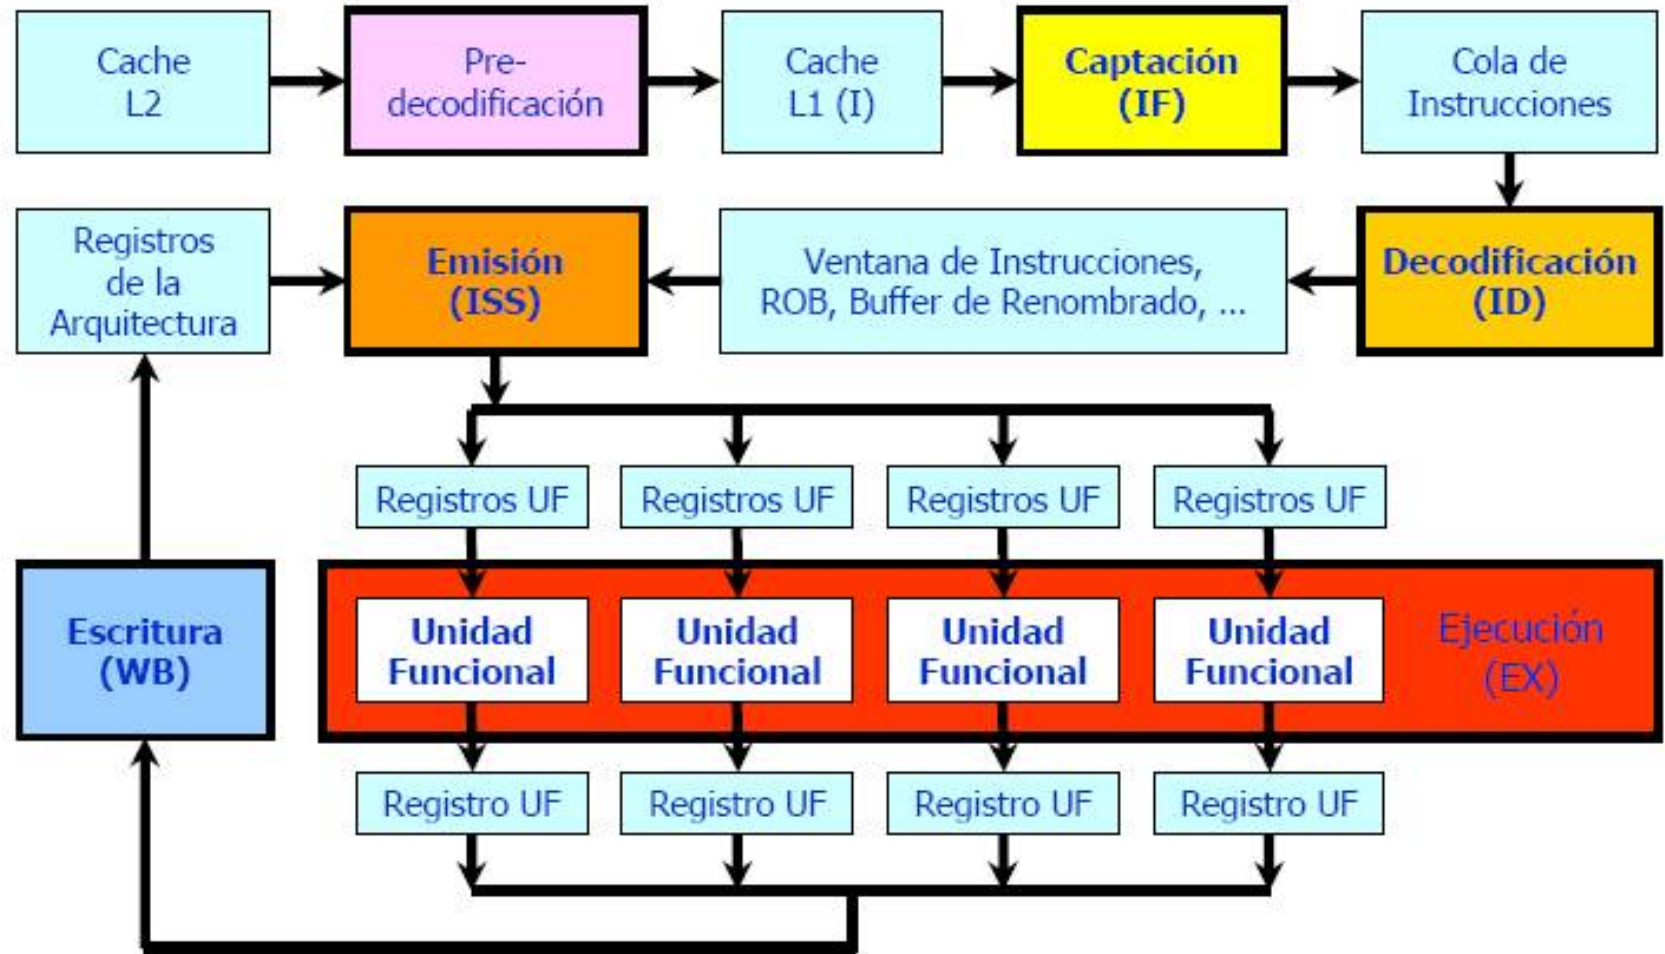 Cache
L2
Pre-
decodificación
Cache
L1 (I)
Captación
(IF)
Cola de
Instrucciones
Registros
de la
Arquitectura
Emisión
(ISS)
Ventana de Instrucciones,
ROB, Buffer de Renombrado, ...
Decodificación
(ID)
Registros UF
Registros UF
Registros UF
Registros UF
Escritura
(WB)
Unidad
Funcional
Unidad
Funcional
Unidad
Funcional
Unidad
Funcional
Ejecución
(EX)
Registro UF
Registro UF
Registro UF
Registro UF